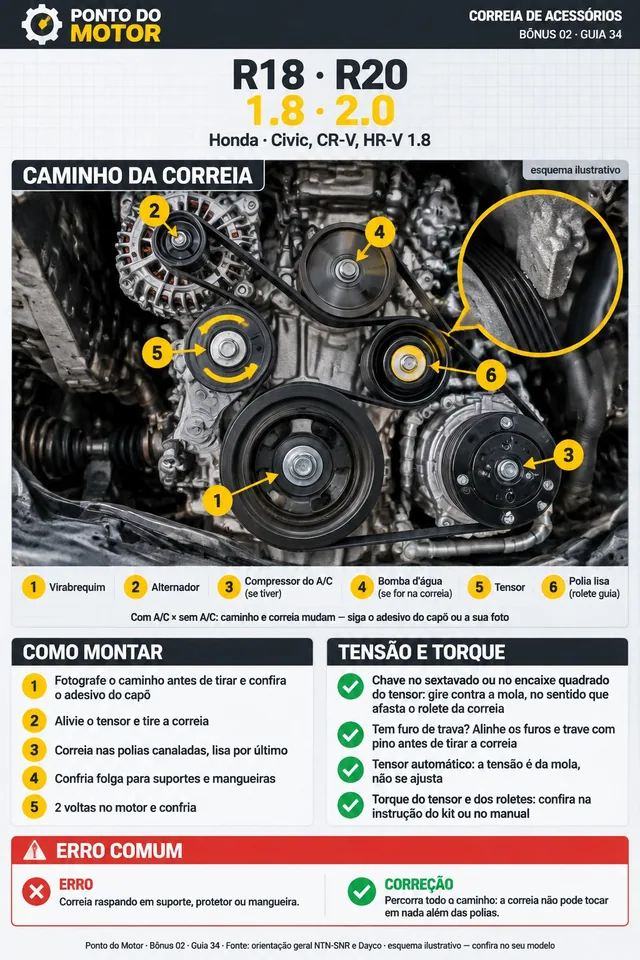 PONTO DO
MOTOR
CORREIA DE ACESSÓRIOS
BÔNUS 02 · GUIA 34
R18 · R20
1.8 · 2.0
Honda · Civic, CR-V, HR-V 1.8
CAMINHO DA CORREIA
esquema ilustrativo
2
4
5
6
3
1
1 Virabrequim
2 Alternador
3 Compressor do A/C
(se tiver)
4 Bomba d'água
(se for na correia)
5 Tensor
6 Polia lisa
(rolete guia)
Com A/C × sem A/C: caminho e correia mudam — siga o adesivo do capô ou a sua foto
COMO MONTAR
1 Fotografe o caminho antes de tirar e confira
o adesivo do capô
2 Alivie o tensor e tire a correia
3 Correia nas polias canaladas, lisa por último
4 Confria folga para suportes e mangueiras
5 2 voltas no motor e confria
TENSÃO E TORQUE
Chave no sextavado ou no encaixe quadrado
do tensor: gire contra a mola, no sentido que
afasta o rolete da correia
Tem furo de trava? Alinhe os furos e trave com
pino antes de tirar a correia
Tensor automático: a tensão é da mola,
não se ajusta
Torque do tensor e dos roletes: confira na
instrução do kit ou no manual
ERRO COMUM
ERRO
Correia raspando em suporte, protetor ou mangueira.
CORREÇÃO
Percorra todo o caminho: a correia não pode tocar
em nada além das polias.
Ponto do Motor · Bônus 02 · Guia 34 · Fonte: orientação geral NTN-SNR e Dayco · esquema ilustrativo — confira no seu modelo